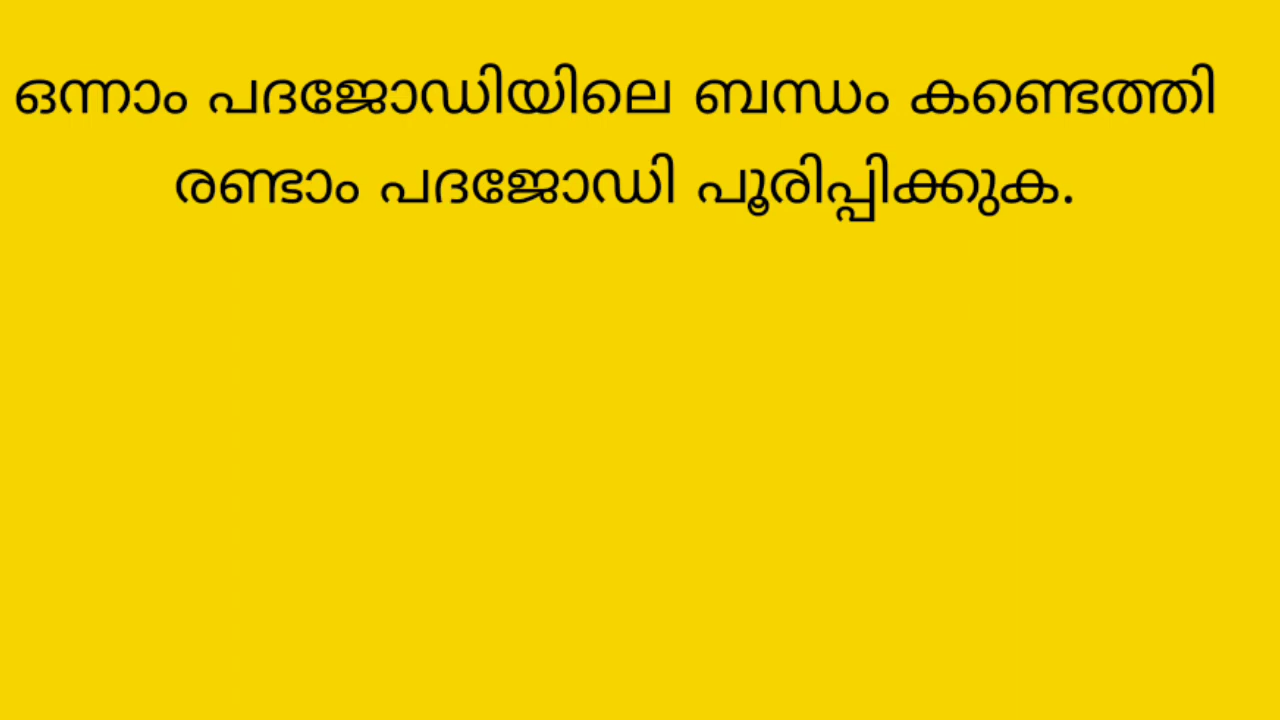 ഒന്നാം പദജോഡിയിലെ ബന്ധം കണ്ടെത്തി
രണ്ടാം പദജോഡി പൂരിപ്പിക്കുക.